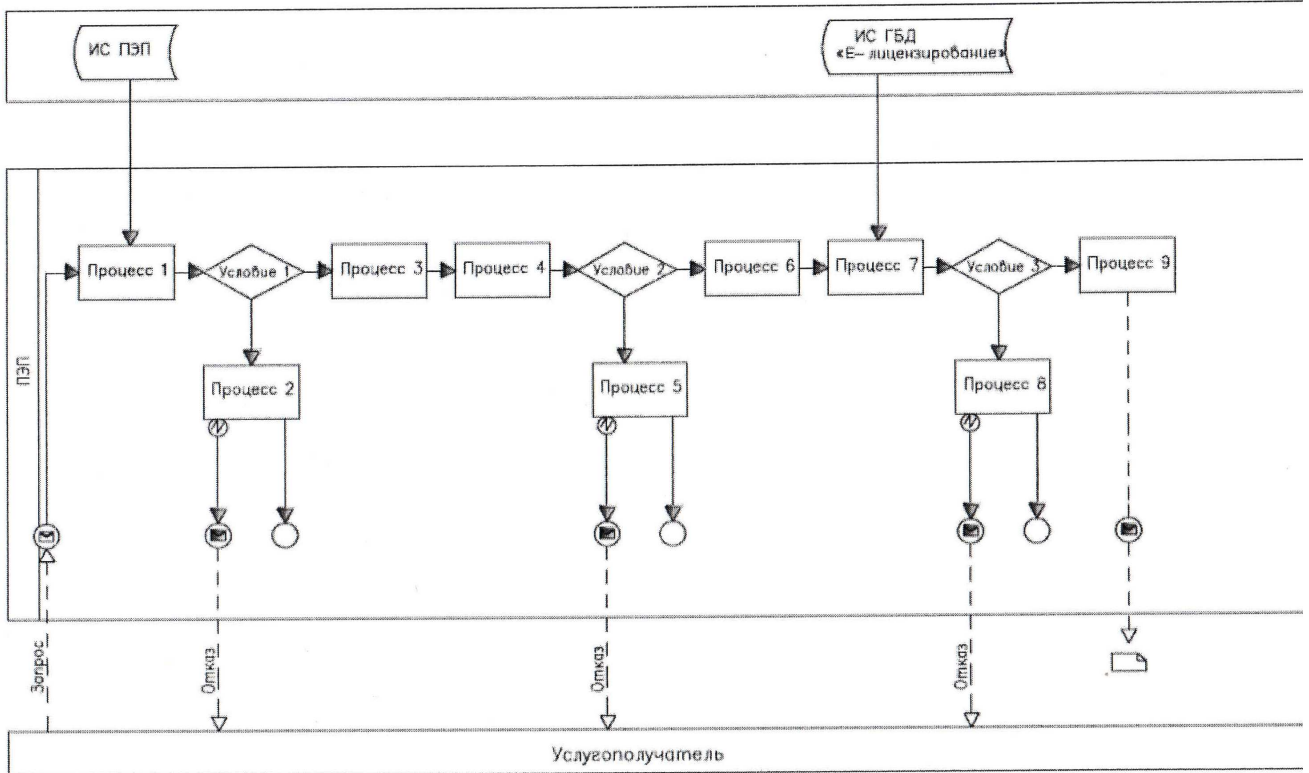 ИС ПЭП
ИС ГБД
«Е– лицензирование»
ПЭП
Процесс 1
Условие 1
Процесс 3
Процесс 4
Условие 2
Процесс 6
Процесс 7
Условие 3
Процесс 9
Процесс 2
Процесс 5
Процесс 8
Запрос
Отказ
Отказ
Отказ
Услугополучатель